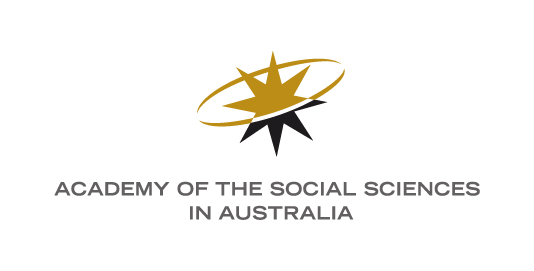 ACADEMY OF THE SOCIAL SCIENCES
IN AUSTRALIA